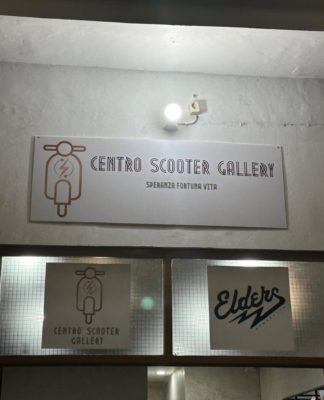 CENTRO SCOOTER GALLERY
SPERANZA FORTUNA VITA
CENTRO SCOOTER
GALLERY
Elders